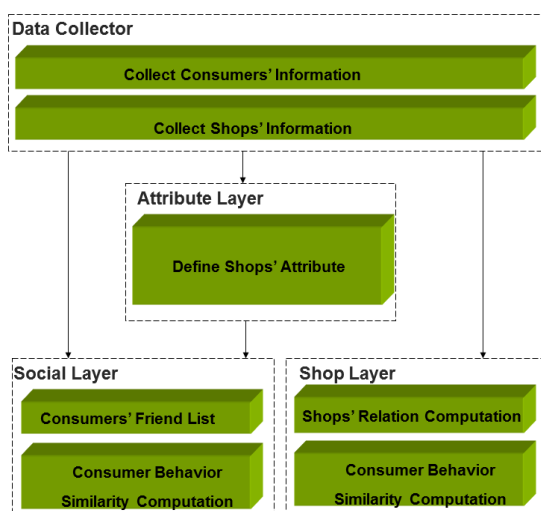 Data Collector
Collect Consumers' Information
Collect Shops' Information
Attribute Layer
Define Shops' Attribute
Social Layer
Consumers' Friend List
Consumer Behavior
Similarity Computation
Shop Layer
Shops' Relation Computation
Consumer Behavior
Similarity Computation